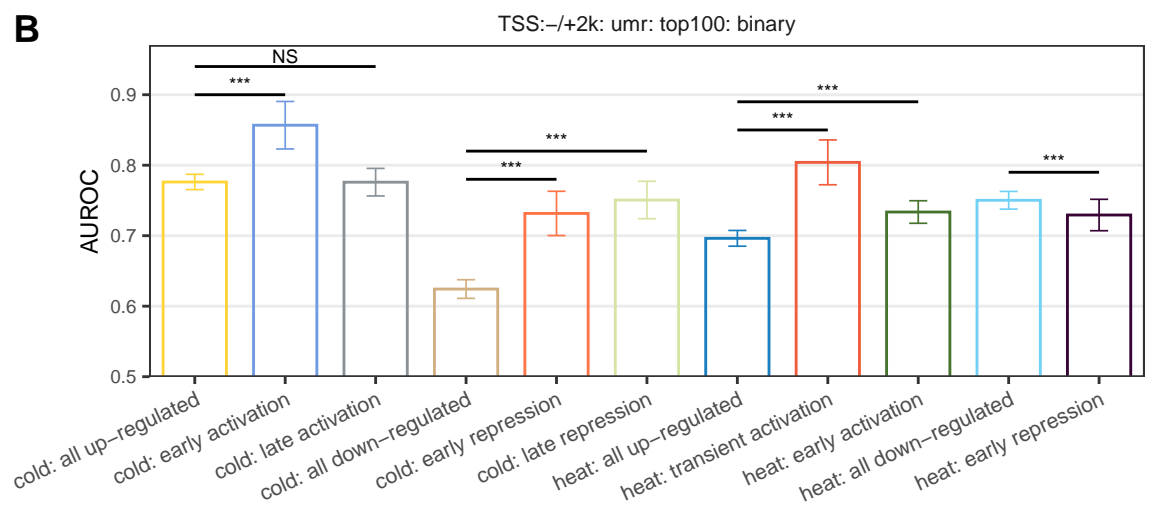 B
TSS:−/+2k: umr: top100: binary
AUROC
0.9
0.8
0.7
0.6
0.5
NS
***
***
***
***
***
***
cold: all up−regulated
cold: early activation
cold: late activation
cold: all down−regulated
cold: early repression
cold: late repression
heat: all up−regulated
heat: transient activation
heat: early activation
heat: all down−regulated
heat: early repression